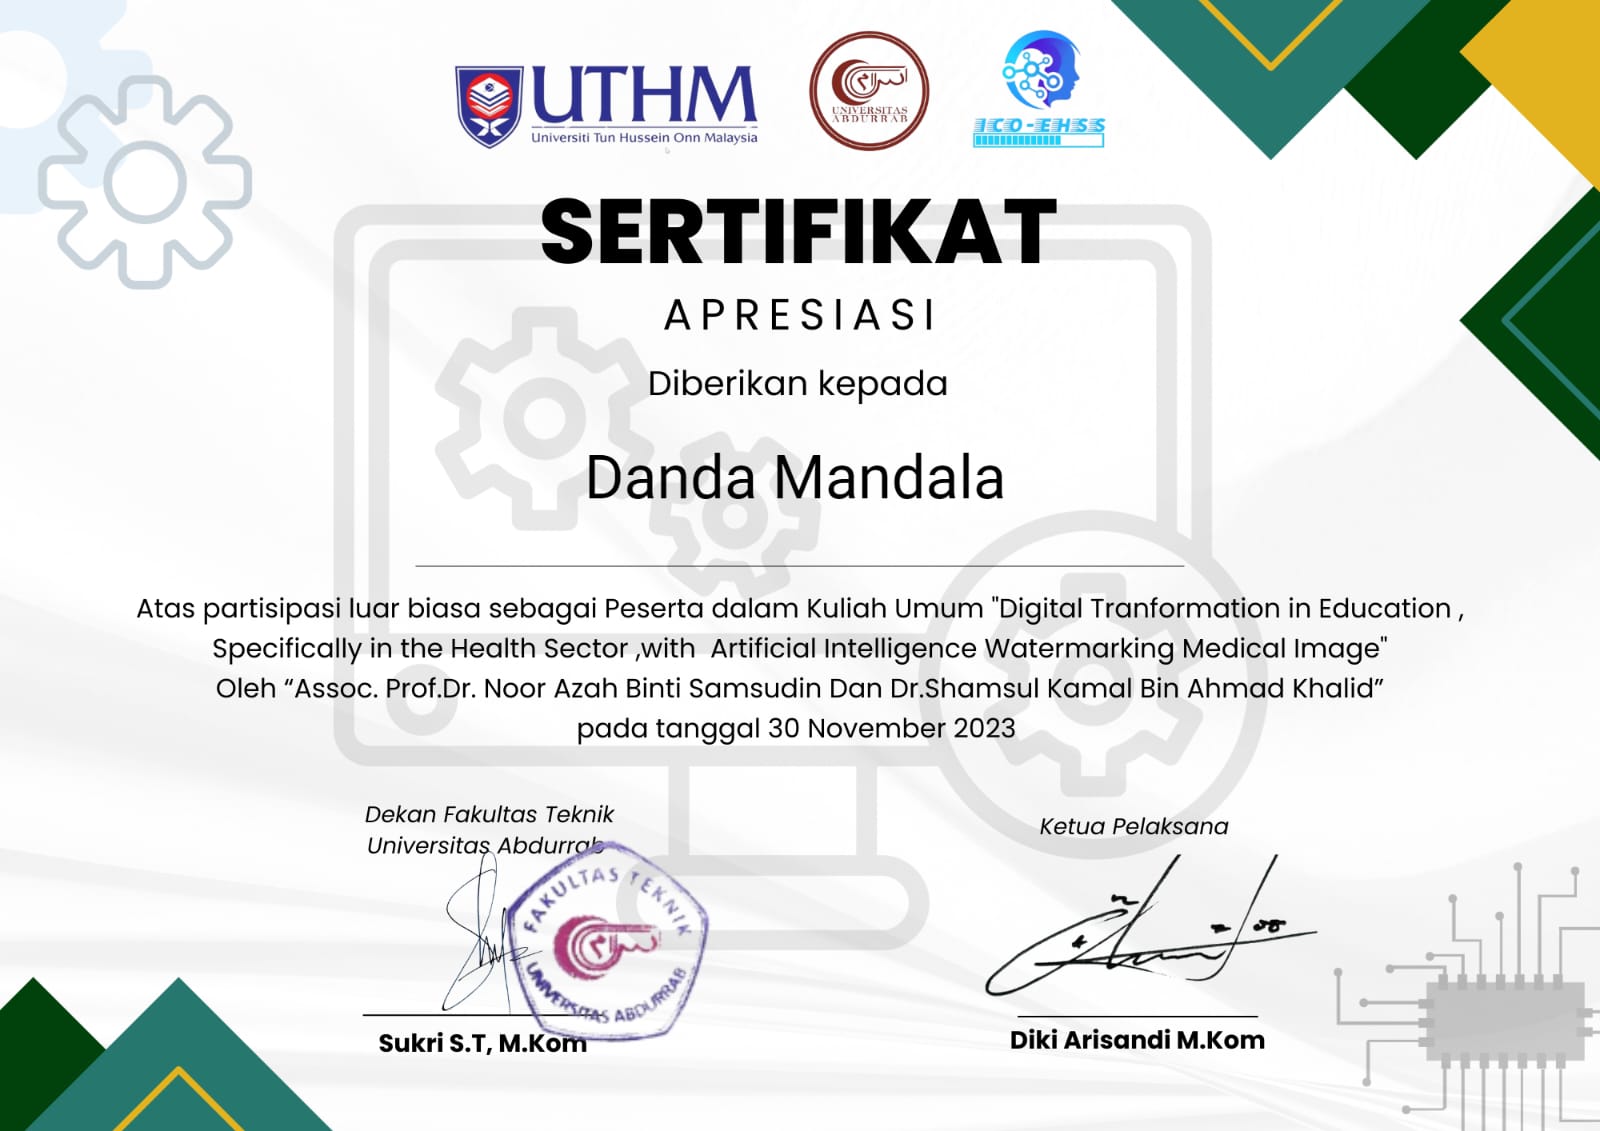 UTHM
Universiti Tun Hussein Onn Malaysia
UNIVERSITAS
ABDURRAB
ICO-EHSS
SERTIFIKAT
APRESIASI
Diberikan kepada
Danda Mandala
Atas partisipasi luar biasa sebagai Peserta dalam Kuliah Umum "Digital Tranformation in Education ,
Specifically in the Health Sector ,with Artificial Intelligence Watermarking Medical Image"
Oleh “Assoc. Prof.Dr. Noor Azah Binti Samsudin Dan Dr.Shamsul Kamal Bin Ahmad Khalid”
pada tanggal 30 November 2023
Dekan Fakultas Teknik
Universitas Abdurrab
FAKULTAS TEKNIK
UNIVERSITAS ABDURRAB
Sukri S.T, M.Kom
Ketua Pelaksana
Diki Arisandi M.Kom